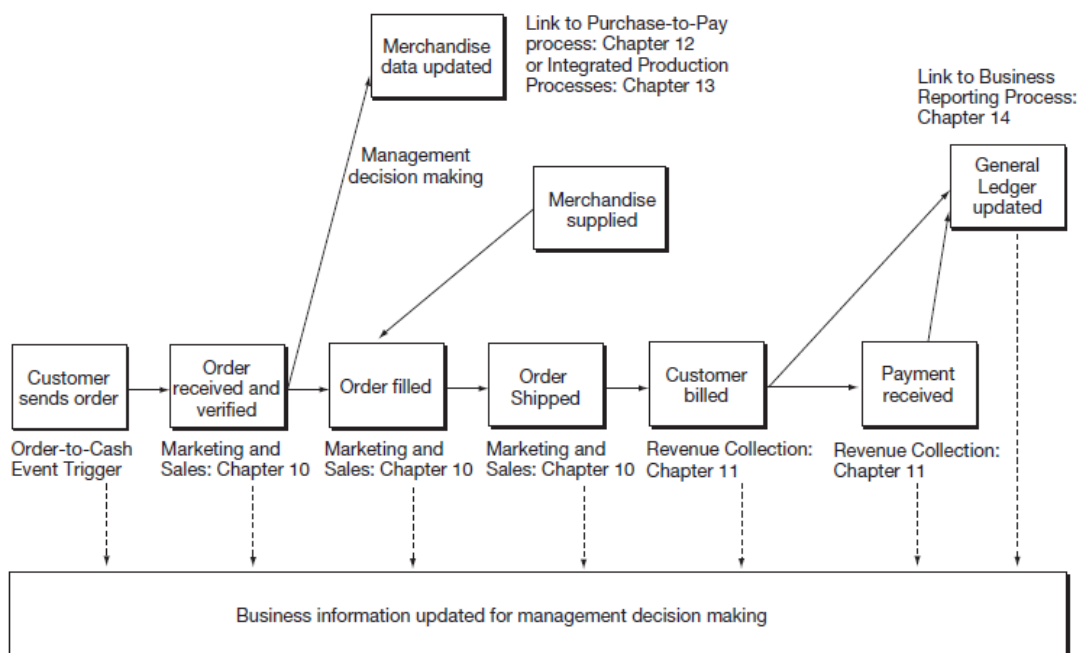 Merchandise
data updated
Link to Purchase-to-Pay
process: Chapter 12
or Integrated Production
Processes: Chapter 13
Link to Business
Reporting Process:
Chapter 14
Management
decision making
Merchandise
supplied
General
Ledger
updated
Customer
sends order
Order
received and
verified
Order filled
Order
Shipped
Customer
billed
Payment
received
Order-to-Cash
Event Trigger
Marketing and
Sales: Chapter 10
Marketing and
Sales: Chapter 10
Marketing and
Sales: Chapter 10
Revenue Collection:
Chapter 11
Revenue Collection:
Chapter 11
Business information updated for management decision making